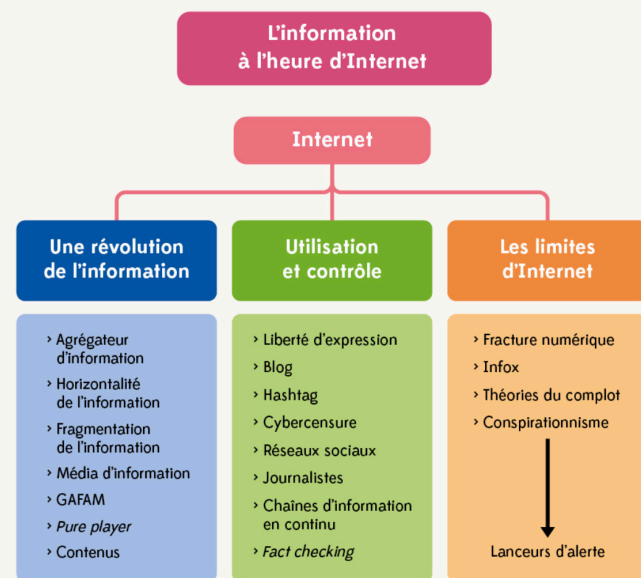 L'information
à l'heure d'Internet
Internet
Une révolution
de l'information
> Agrégateur
d'information
> Horizontalité
de l'information
> Fragmentation
de l'information
> Média d'information
> GAFAM
> Pure player
> Contenus
Utilisation
et contrôle
> Liberté d'expression
> Blog
> Hashtag
> Cybercensure
> Réseaux sociaux
> Journalistes
> Chaînes d'information
en continu
> Fact checking
Les limites
d'Internet
> Fracture numérique
> Infox
> Théories du complot
> Conspirationnisme
Lanceurs d'alerte